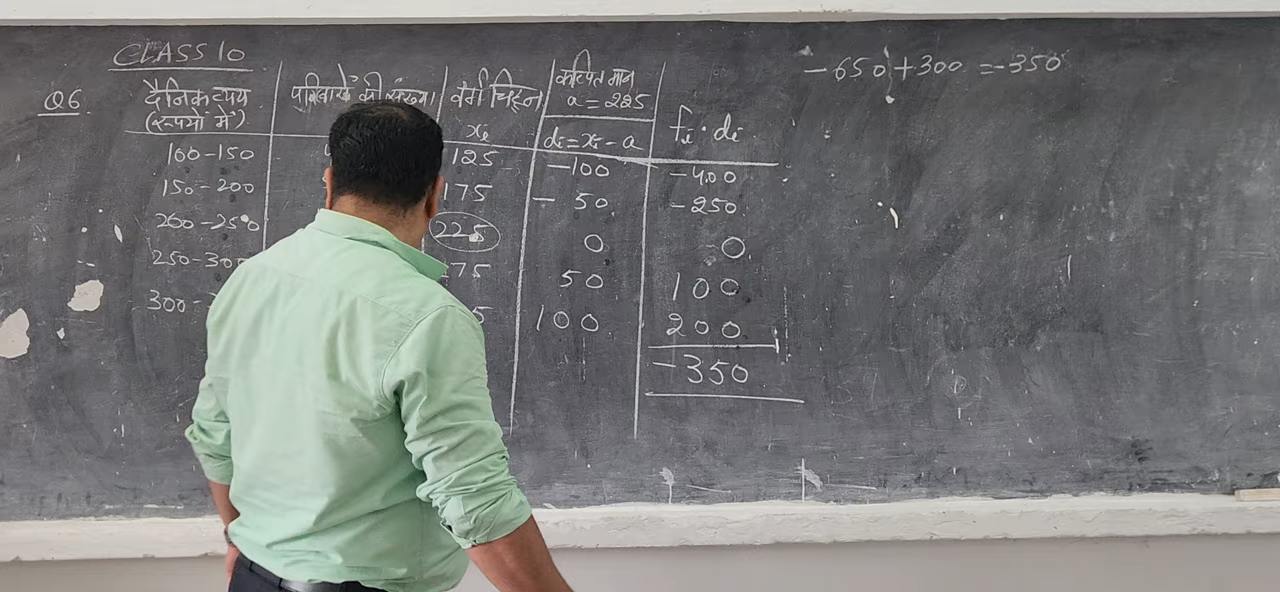 CLASS 10
-650 +300 = -350
Q6 दैनिक व्यय की संख्या वर्ग चिह्न कल्पित मान
(रूपयों में) a = 225
xi di = xi - a fi . di
100-150 125 -100 -400
150-200 175 -50 -250
200-250 225 0 0
250-300 75 50 100
300- 5 100 200
-350